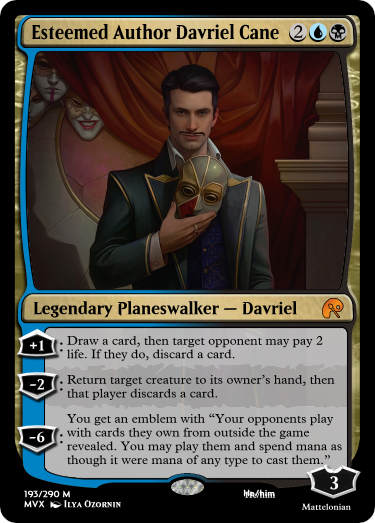 Esteemed Author Davriel Cane 2
Legendary Planeswalker — Davriel
+1: Draw a card, then target opponent may pay 2
life. If they do, discard a card.
-2: Return target creature to its owner's hand, then
that player discards a card.
You get an emblem with “Your opponents play
with cards they own from outside the game
-6: revealed. You may play them and spend mana as
though it were mana of any type to cast them.”
3
193/290 M
MVX Ilya Ozornin
Mattelonian